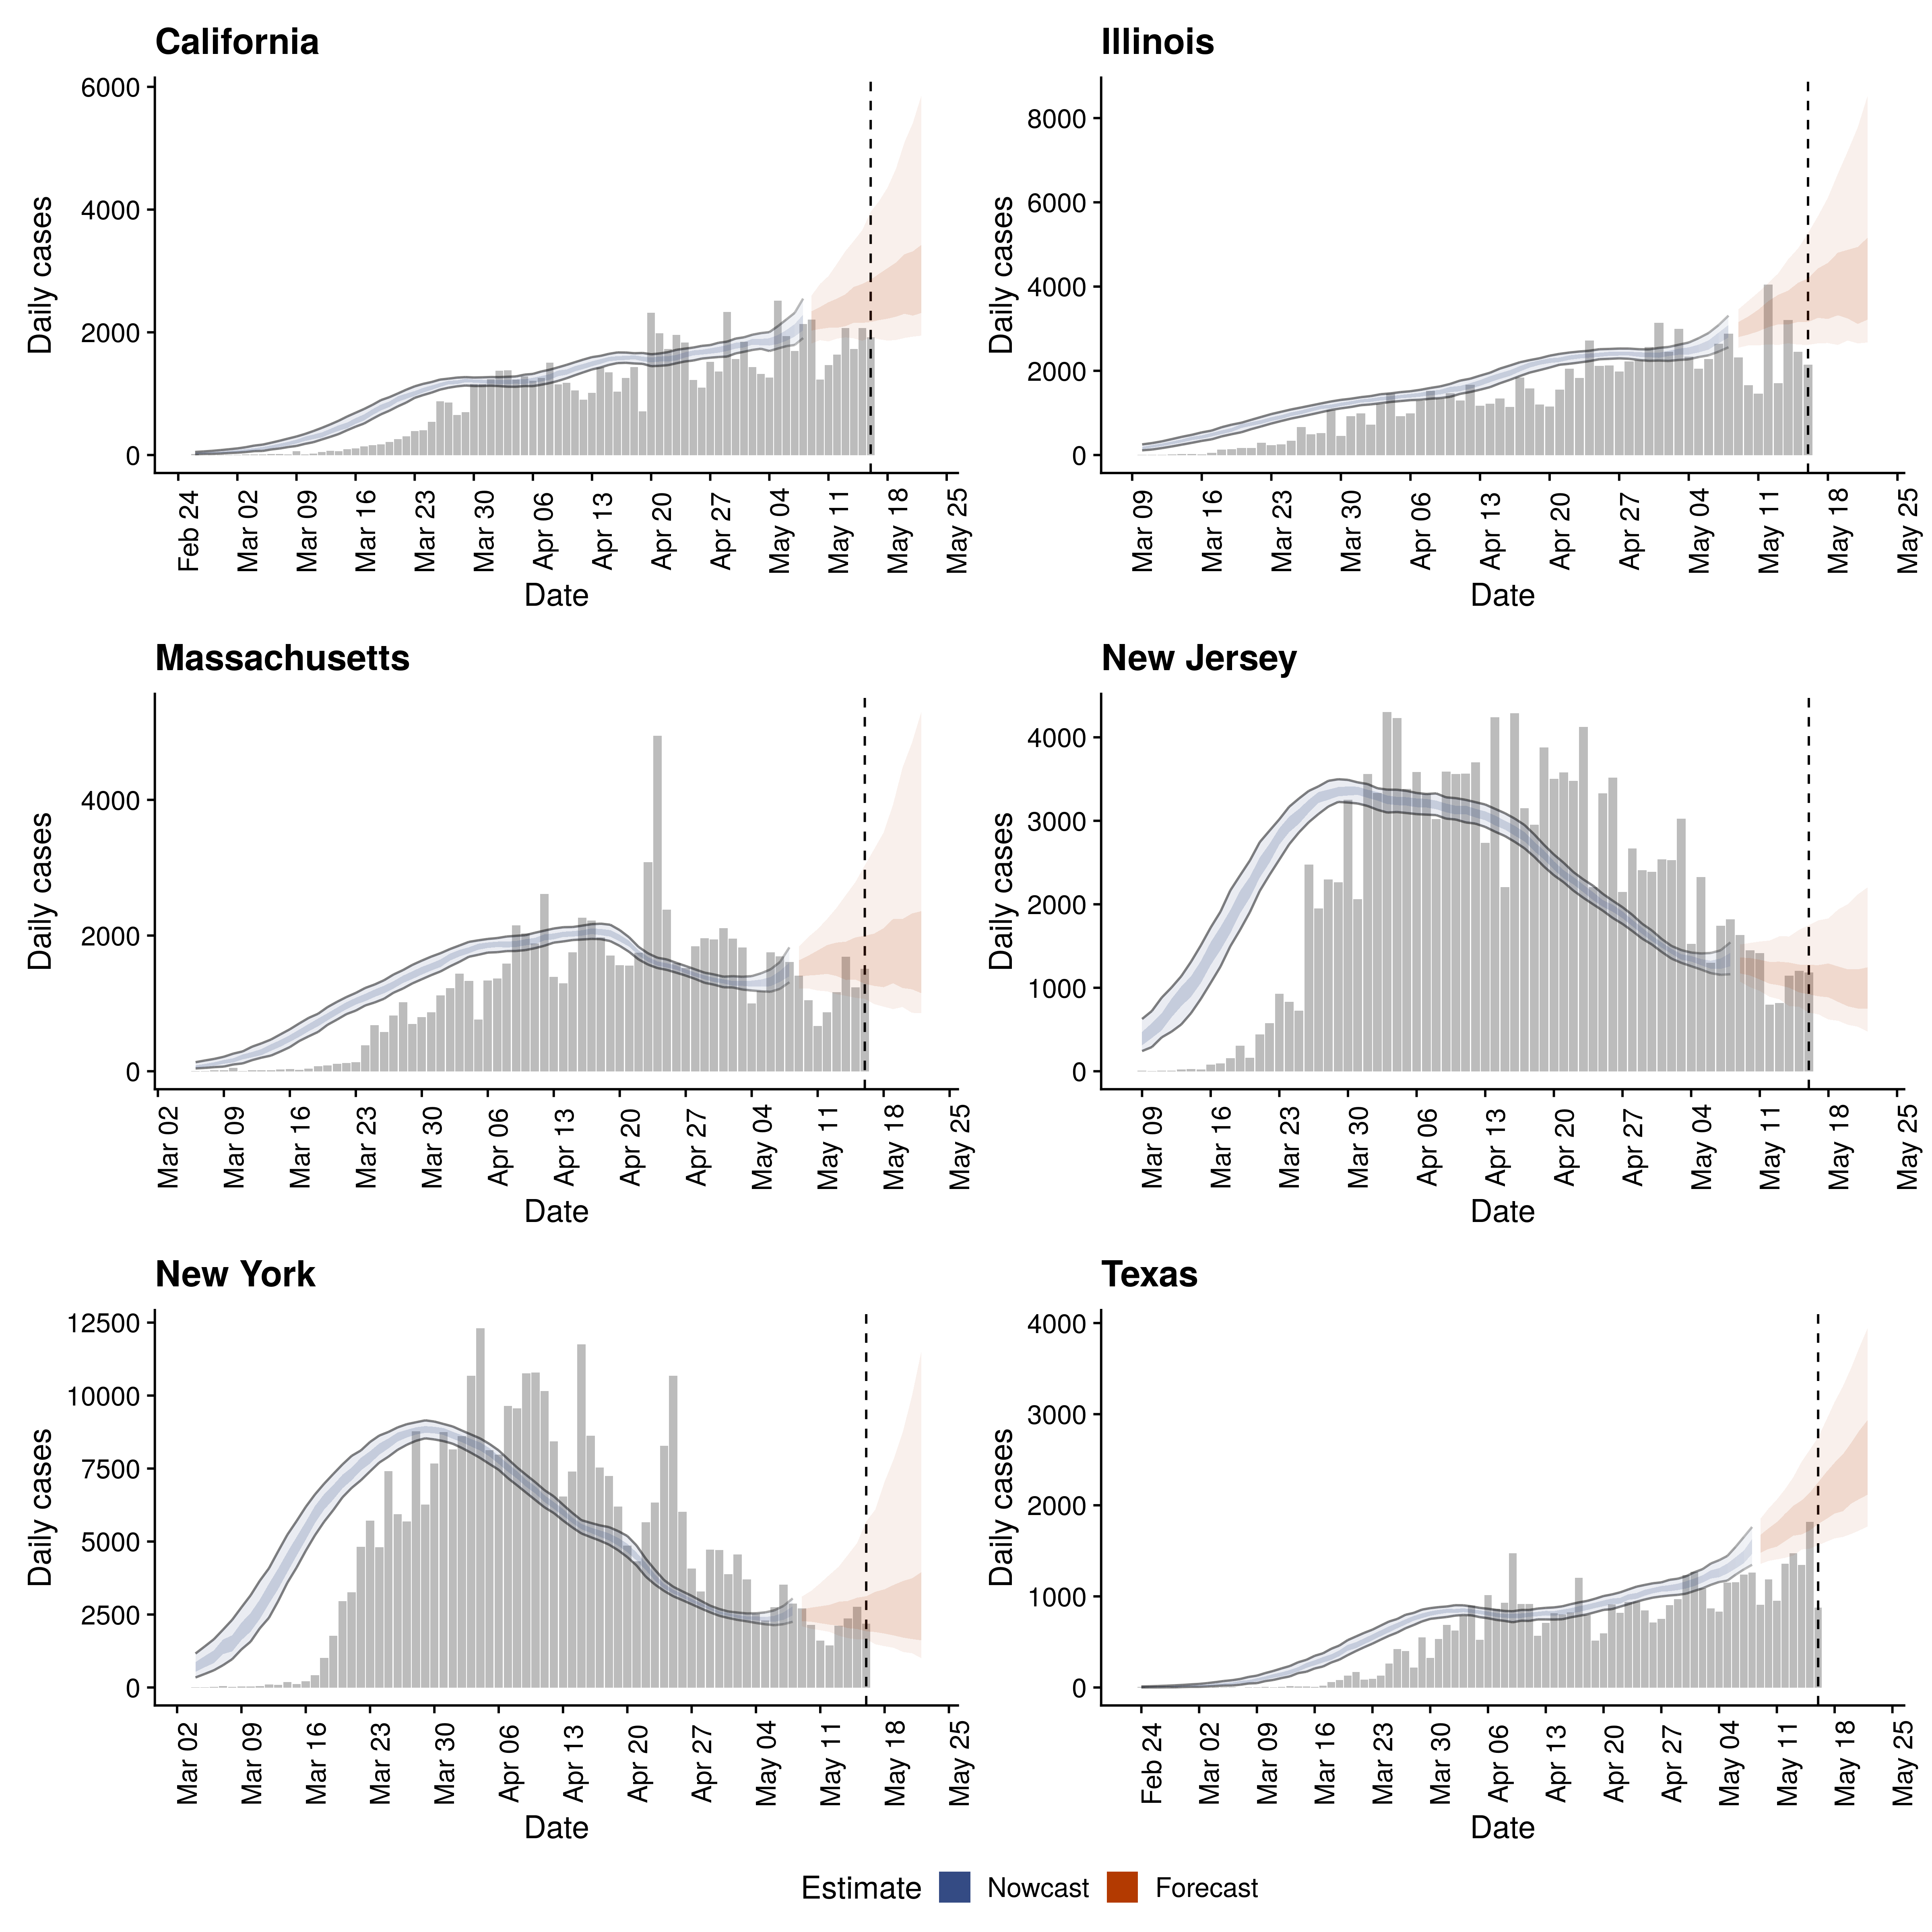 California
Daily cases
6000
4000
2000
0
Feb 24
Mar 02
Mar 09
Mar 16
Mar 23
Mar 30
Apr 06
Apr 13
Apr 20
Apr 27
May 04
May 11
May 18
May 25
Date
Illinois
Daily cases
8000
6000
4000
2000
0
Mar 09
Mar 16
Mar 23
Mar 30
Apr 06
Apr 13
Apr 20
Apr 27
May 04
May 11
May 18
May 25
Date
Massachusetts
Daily cases
4000
2000
0
Mar 02
Mar 09
Mar 16
Mar 23
Mar 30
Apr 06
Apr 13
Apr 20
Apr 27
May 04
May 11
May 18
May 25
Date
New Jersey
Daily cases
4000
3000
2000
1000
0
Mar 09
Mar 16
Mar 23
Mar 30
Apr 06
Apr 13
Apr 20
Apr 27
May 04
May 11
May 18
May 25
Date
New York
Daily cases
12500
10000
7500
5000
2500
0
Mar 02
Mar 09
Mar 16
Mar 23
Mar 30
Apr 06
Apr 13
Apr 20
Apr 27
May 04
May 11
May 18
May 25
Date
Texas
Daily cases
4000
3000
2000
1000
0
Feb 24
Mar 02
Mar 09
Mar 16
Mar 23
Mar 30
Apr 06
Apr 13
Apr 20
Apr 27
May 04
May 11
May 18
May 25
Date
Estimate Nowcast Forecast